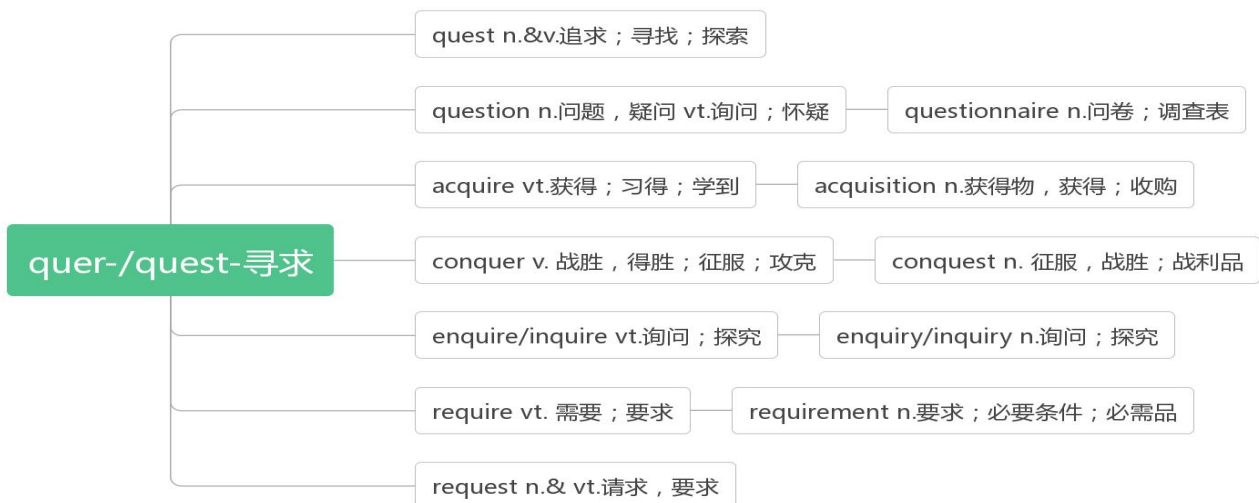 quest n.&v.追求；寻找；探索
question n.问题，疑问 vt.询问；怀疑
questionnaire n.问卷；调查表
acquire vt.获得；习得；学到
acquisition n.获得物，获得；收购
quer-/quest-寻求
conquer v. 战胜，得胜；征服；攻克
conquest n. 征服，战胜；战利品
enquire/inquire vt.询问；探究
enquiry/inquiry n.询问；探究
require vt. 需要；要求
requirement n.要求；必要条件；必需品
request n.& vt.请求，要求